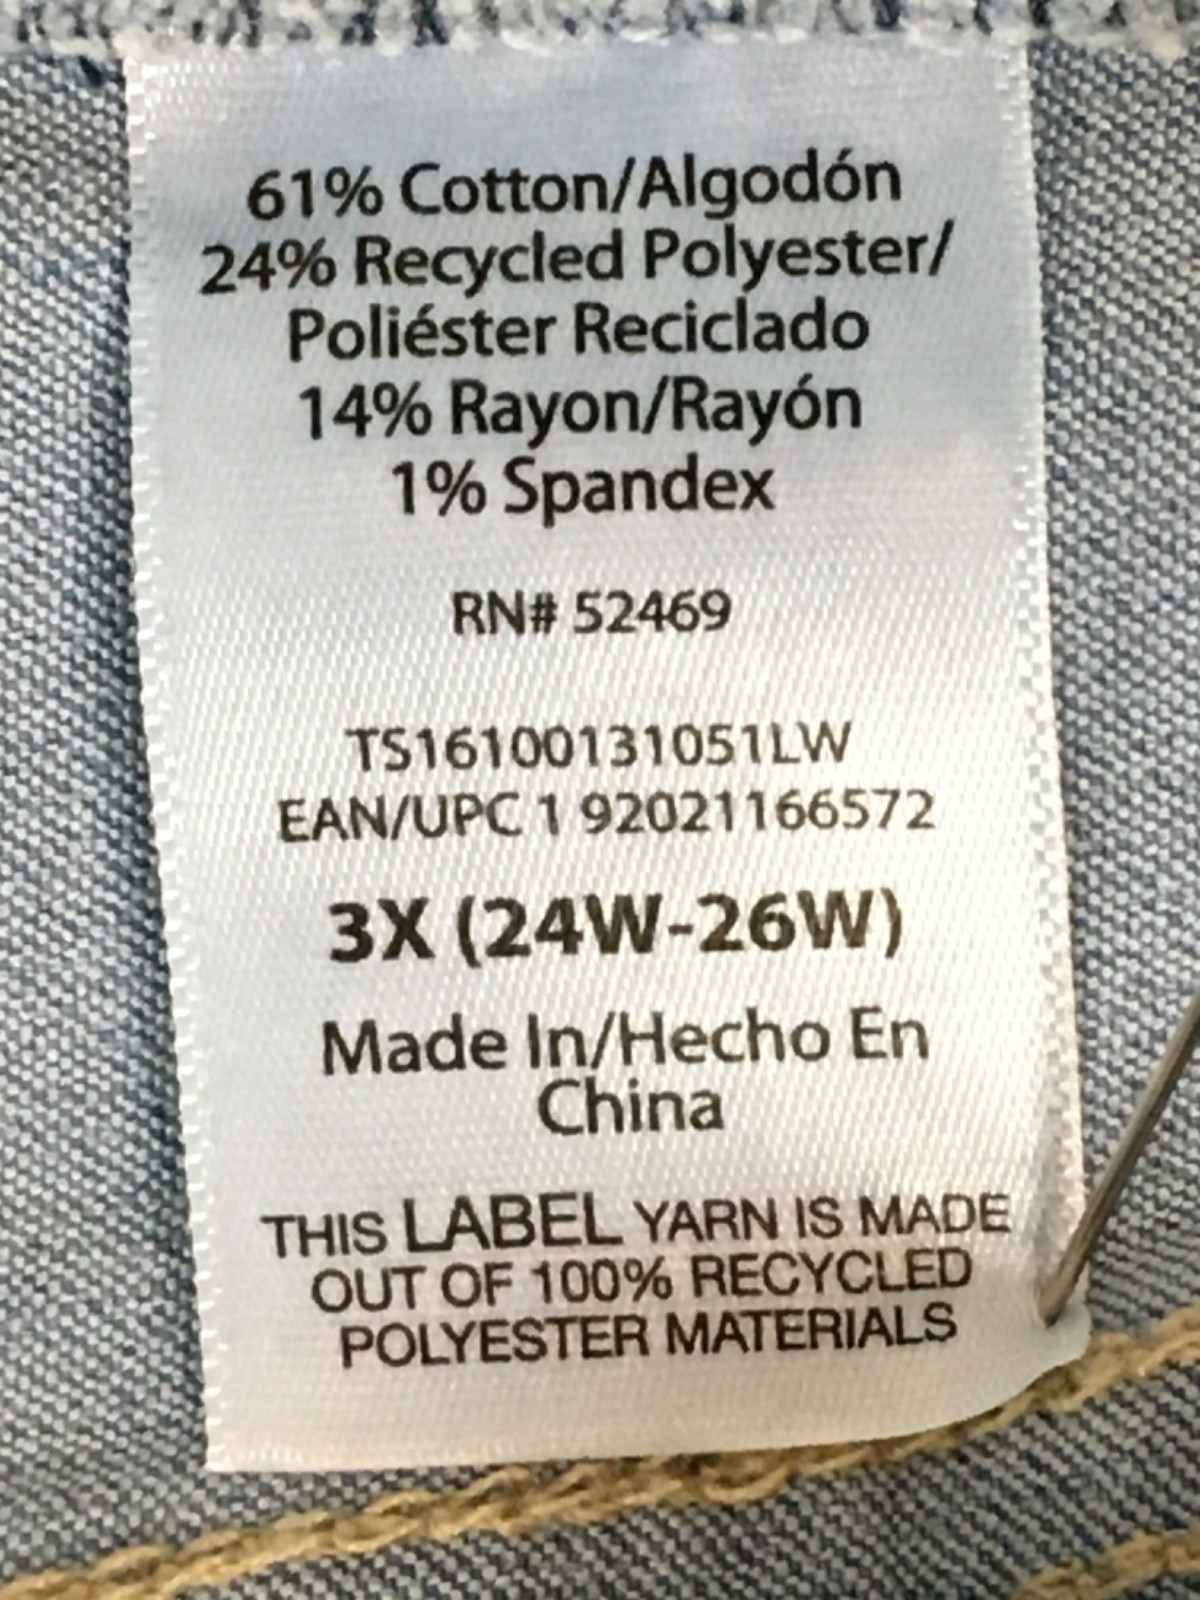 61% Cotton/Algodón
24% Recycled Polyester/
Poliéster Reciclado
14% Rayon/Rayón
1% Spandex
RN# 52469
TS16100131051LW
EAN/UPC 1 92021166572
3X (24W-26W)
Made In/Hecho En
China
THIS LABEL YARN IS MADE
OUT OF 100% RECYCLED
POLYESTER MATERIALS